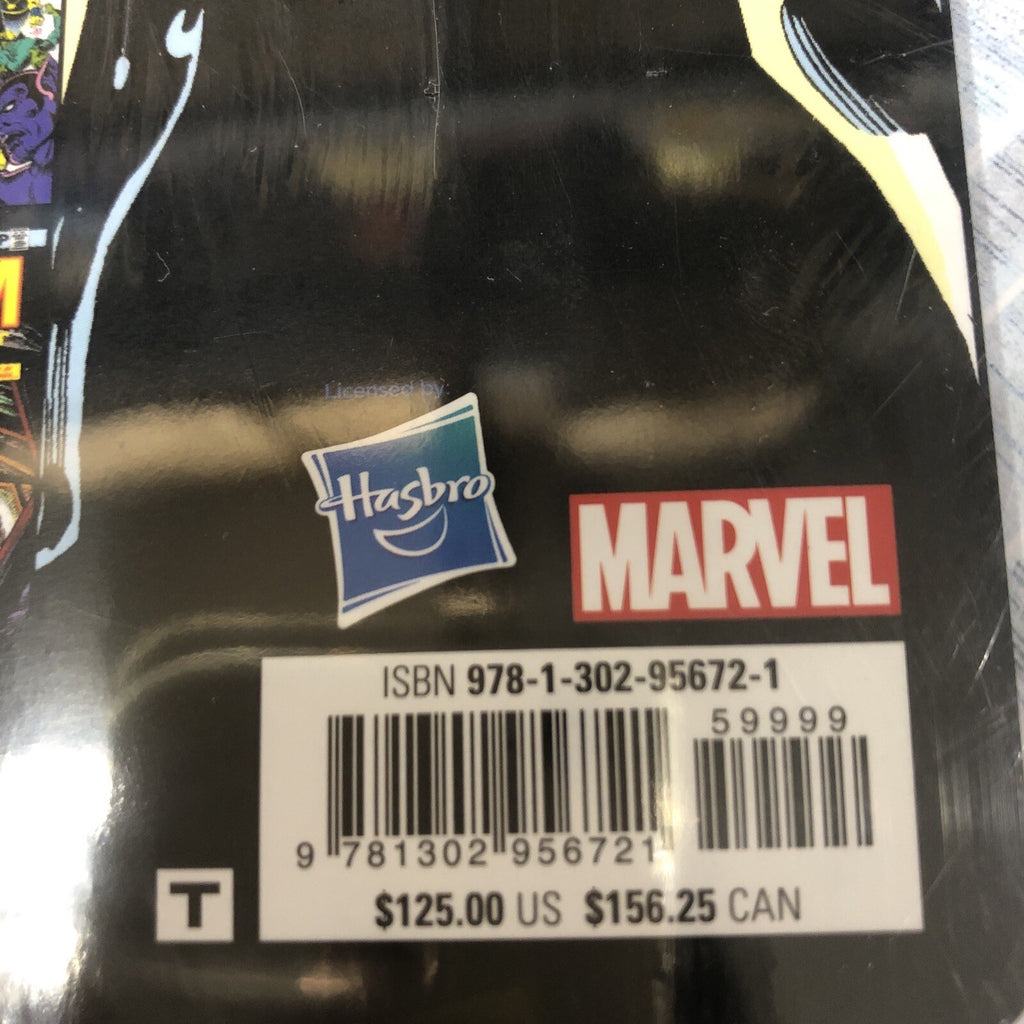 Licensed by:
Hasbro
MARVEL
ISBN 978-1-302-95672-1
59999
9 781302 956721
T
$125.00 US $156.25 CAN